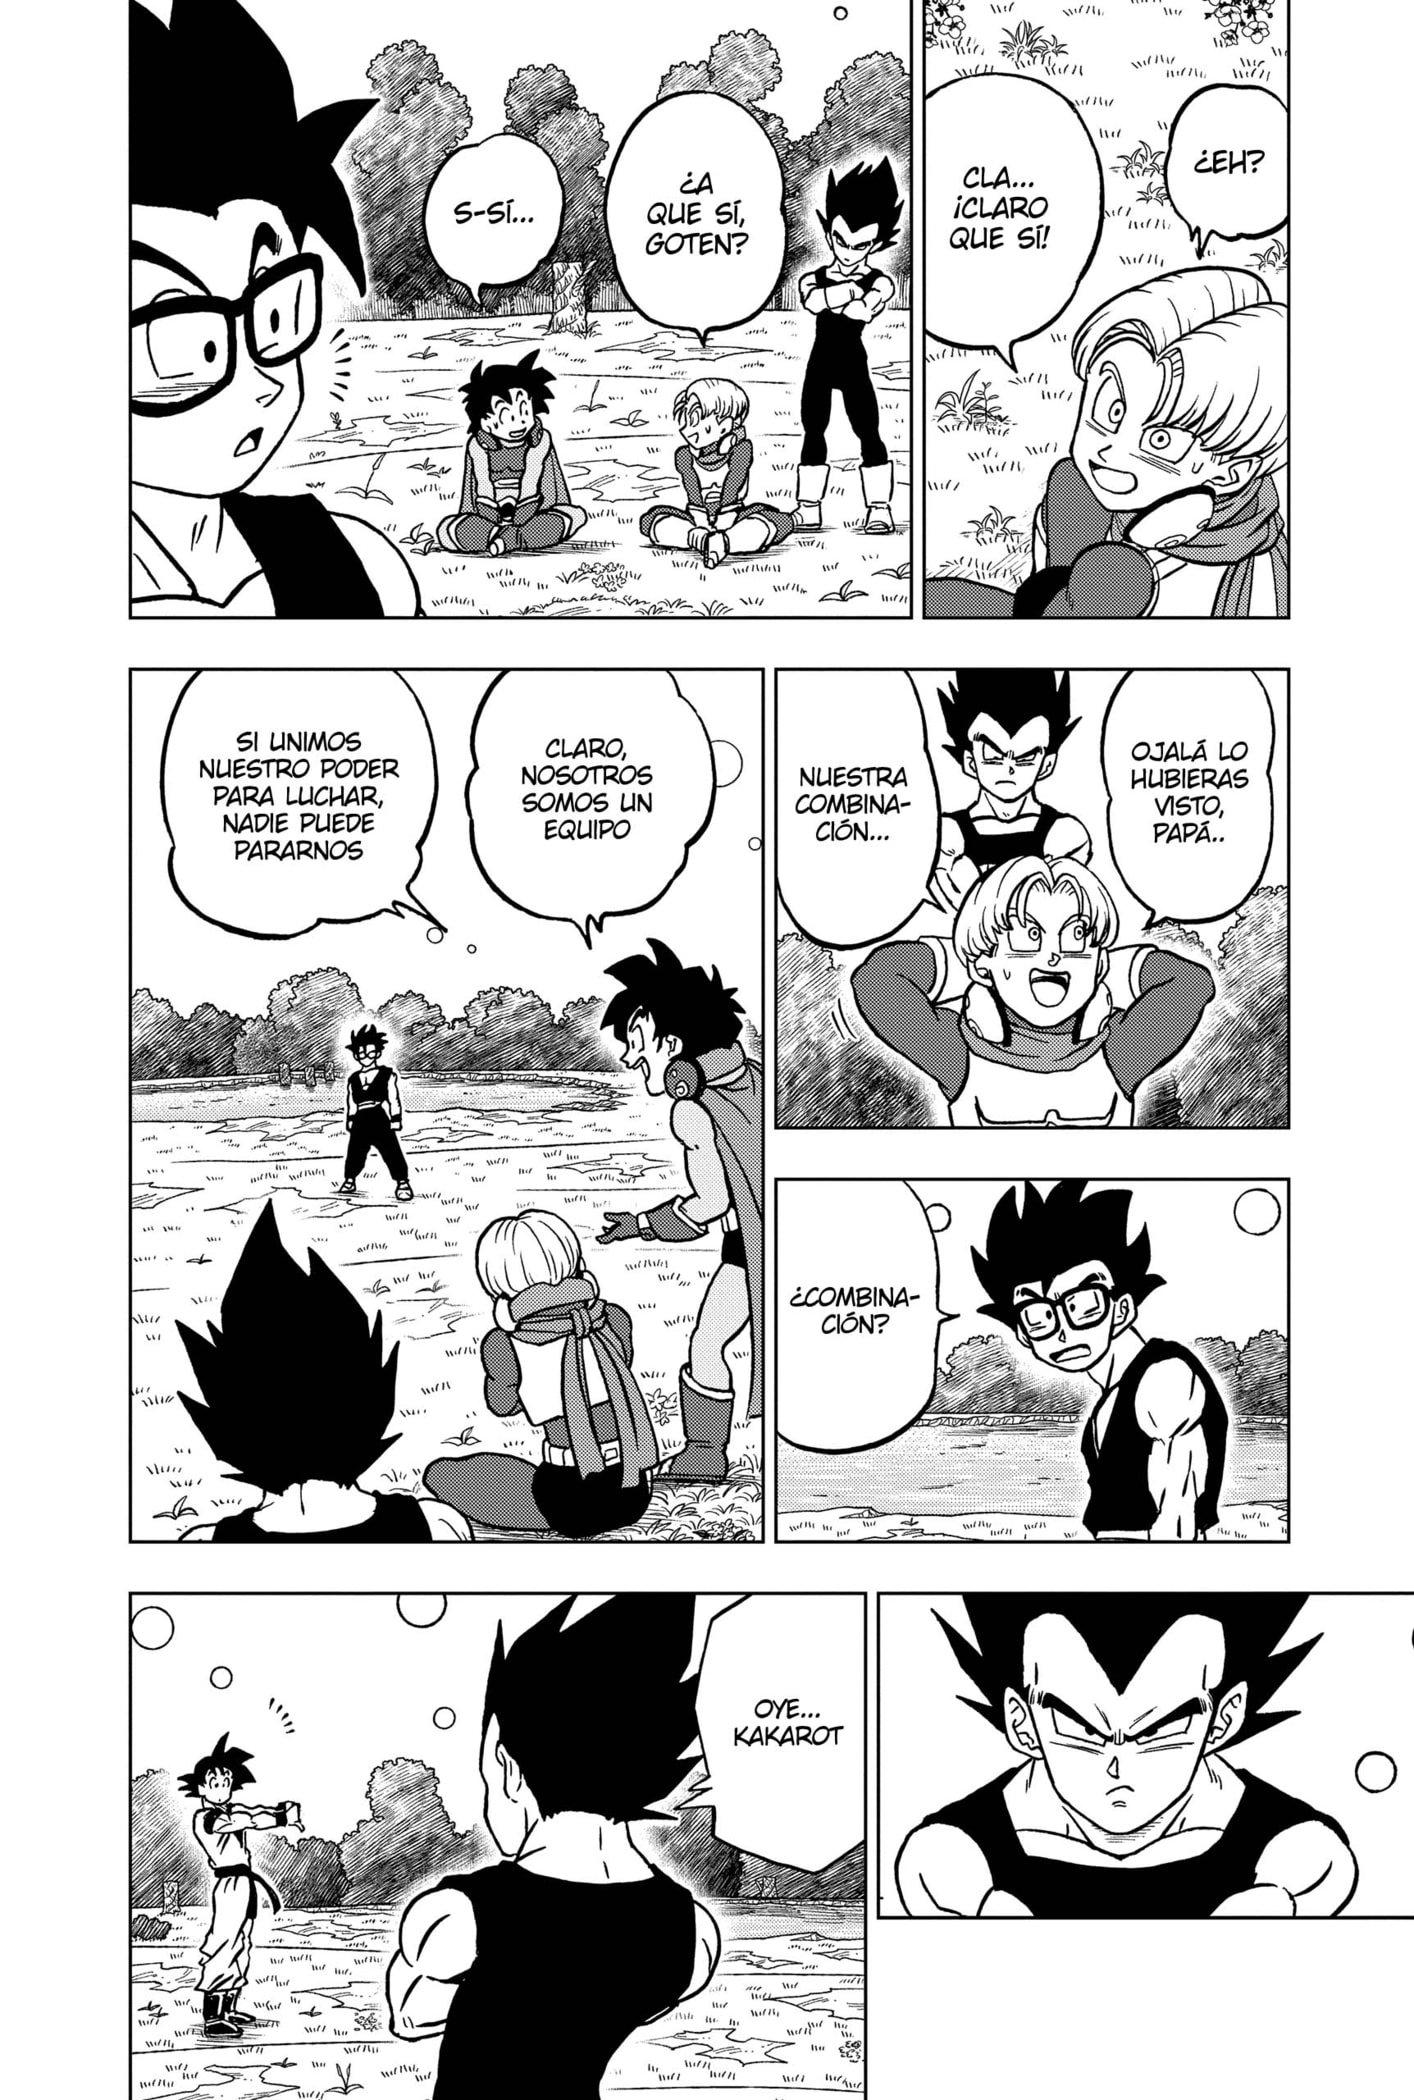 ¿EH?
CLA...
¡CLARO
QUE SÍ!
¿A
QUE SÍ,
GOTEN?
S-SÍ...
OJALÁ LO
HUBIERAS
VISTO,
PAPÁ..
NUESTRA
COMBINA-
CIÓN...
¿COMBINA-
CIÓN?
CLARO,
NOSOTROS
SOMOS UN
EQUIPO
SI UNIMOS
NUESTRO PODER
PARA LUCHAR,
NADIE PUEDE
PARARNOS
OYE...
KAKAROT